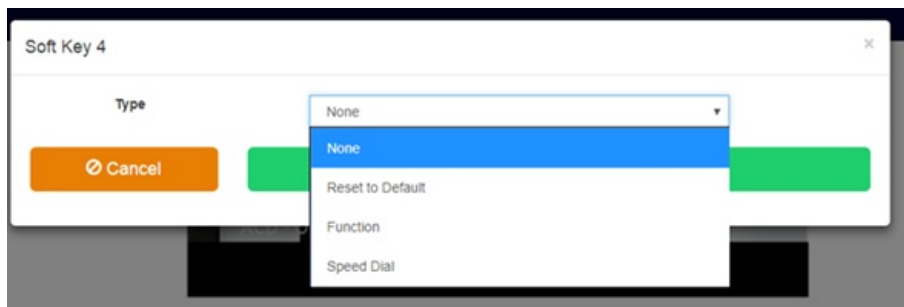 Soft Key 4 ×
Type None
None
Cancel
Reset to Default
Function
Speed Dial